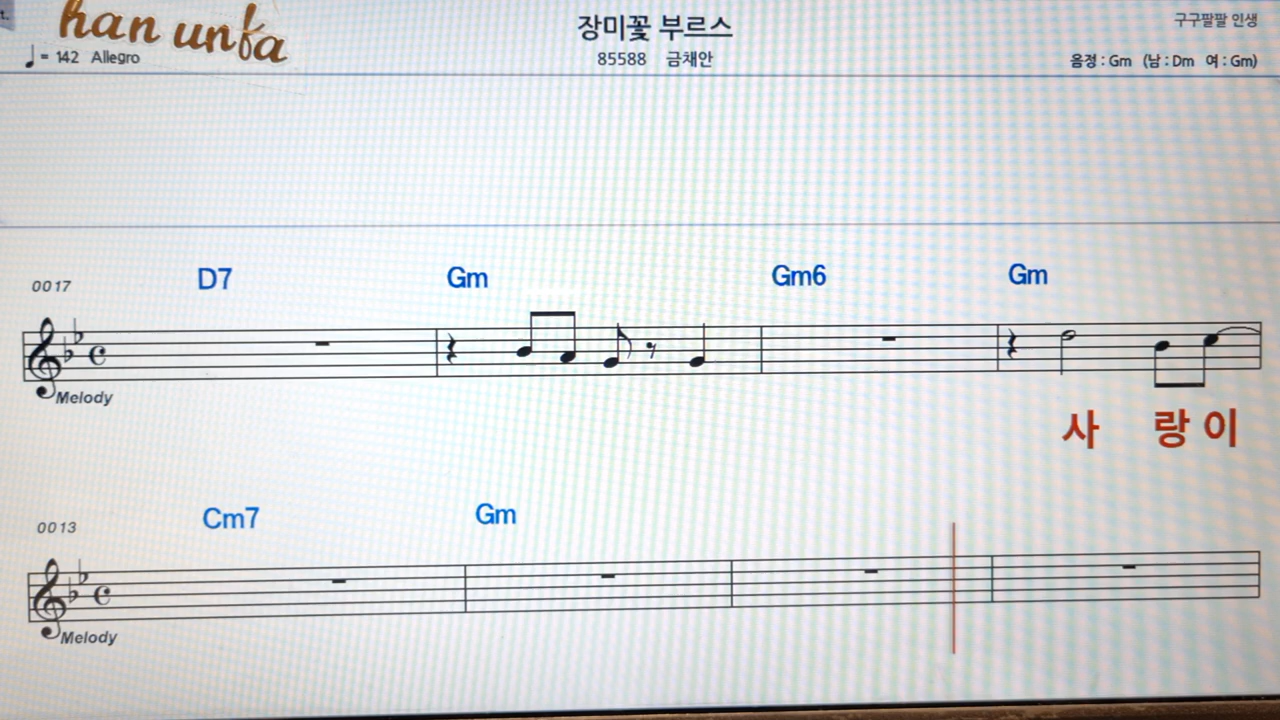 t.
han unfa
♩ = 142 Allegro
장미꽃 부르스
85588 금채안
구구팔팔 인생
음정 : Gm (남 : Dm 여 : Gm)
0017 D7 Gm Gm6 Gm
Melody
사 랑 이
0013 Cm7 Gm
Melody